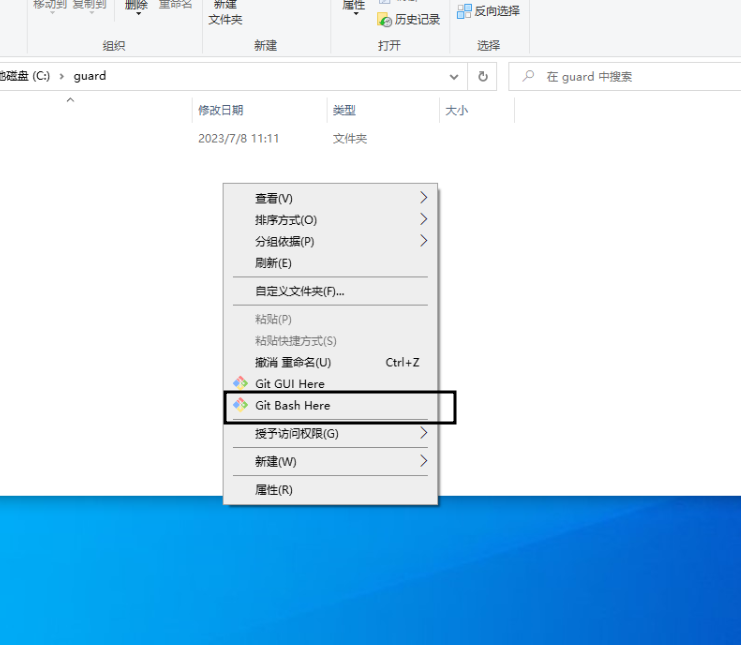 移动到 复制到 删除 重命名 新建 属性
文件夹 历史记录 反向选择
组织 新建 打开 选择
磁盘 (C:) › guard 在 guard 中搜索
修改日期 类型 大小
2023/7/8 11:11 文件夹
查看(V)
排序方式(O)
分组依据(P)
刷新(E)
自定义文件夹(F)...
粘贴(P)
粘贴快捷方式(S)
撤消 重命名(U) Ctrl+Z
Git GUI Here
Git Bash Here
授予访问权限(G)
新建(W)
属性(R)